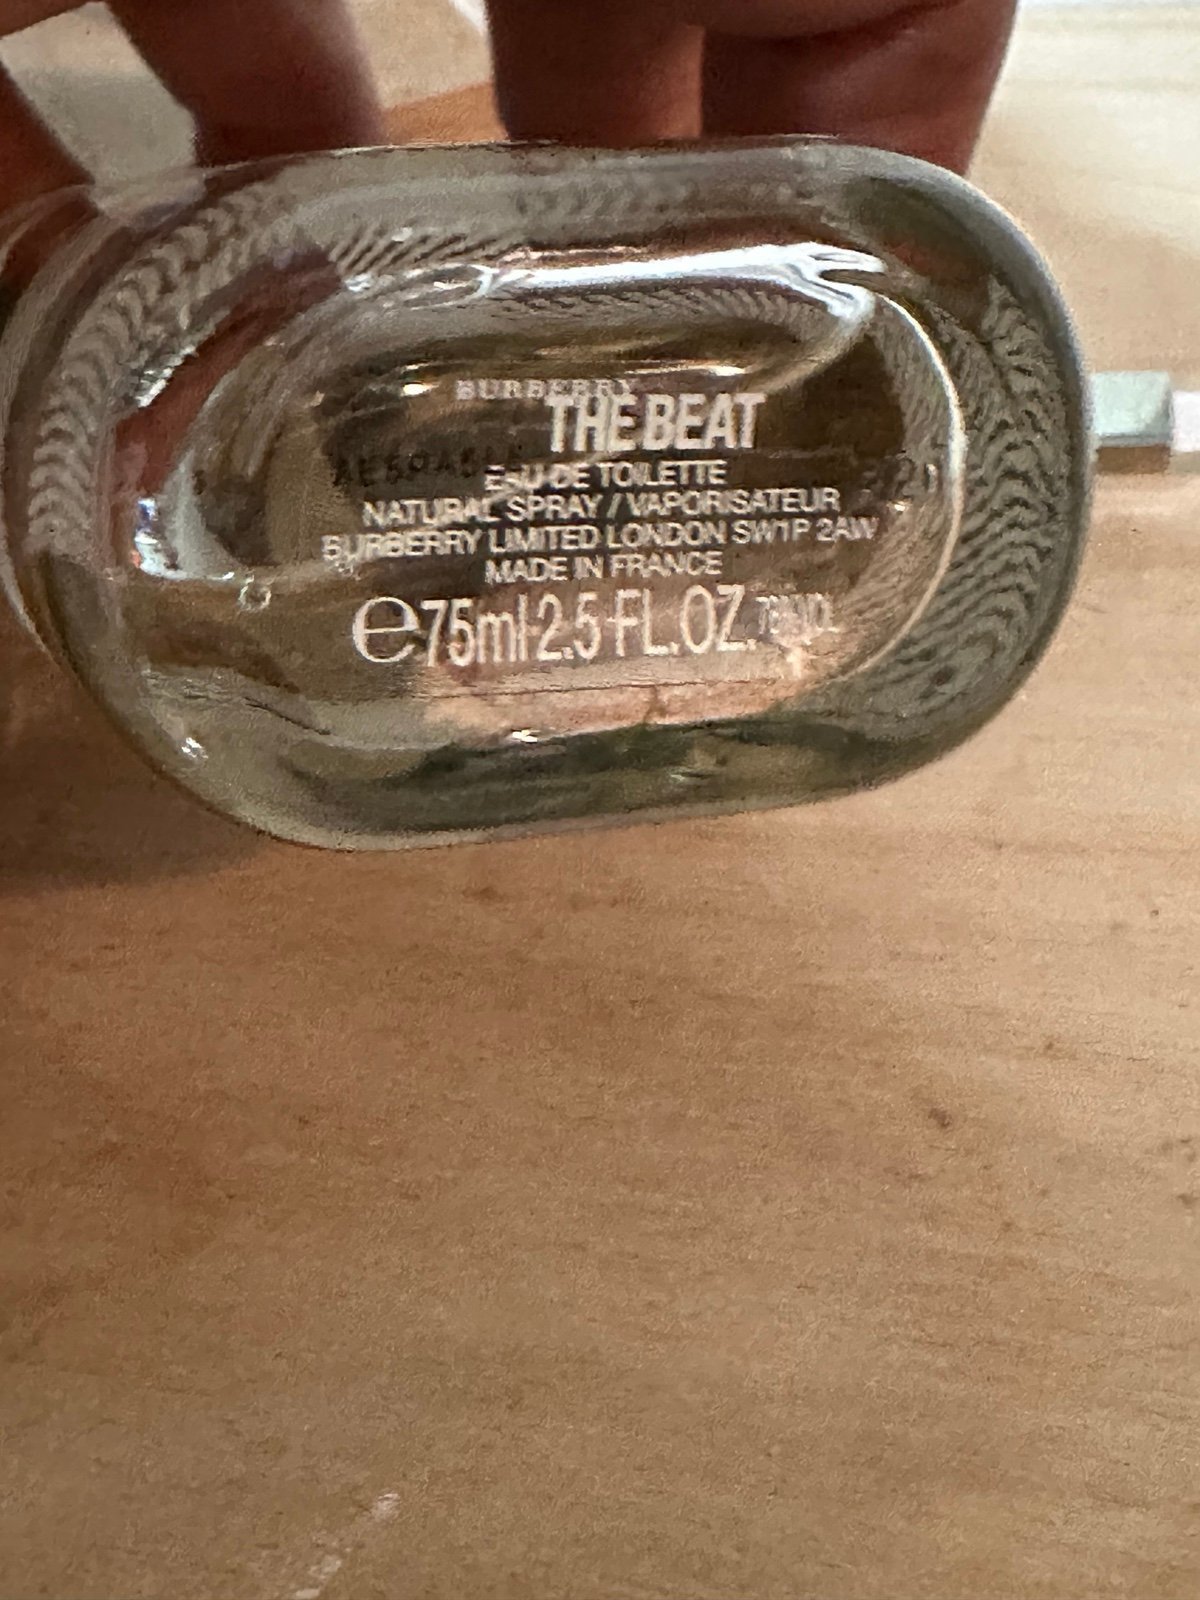 BURBERRY
THE BEAT
EAU DE TOILETTE
NATURAL SPRAY / VAPORISATEUR
BURBERRY LIMITED LONDON SW1P 2AW
MADE IN FRANCE
e 75ml 2.5 FL.OZ.